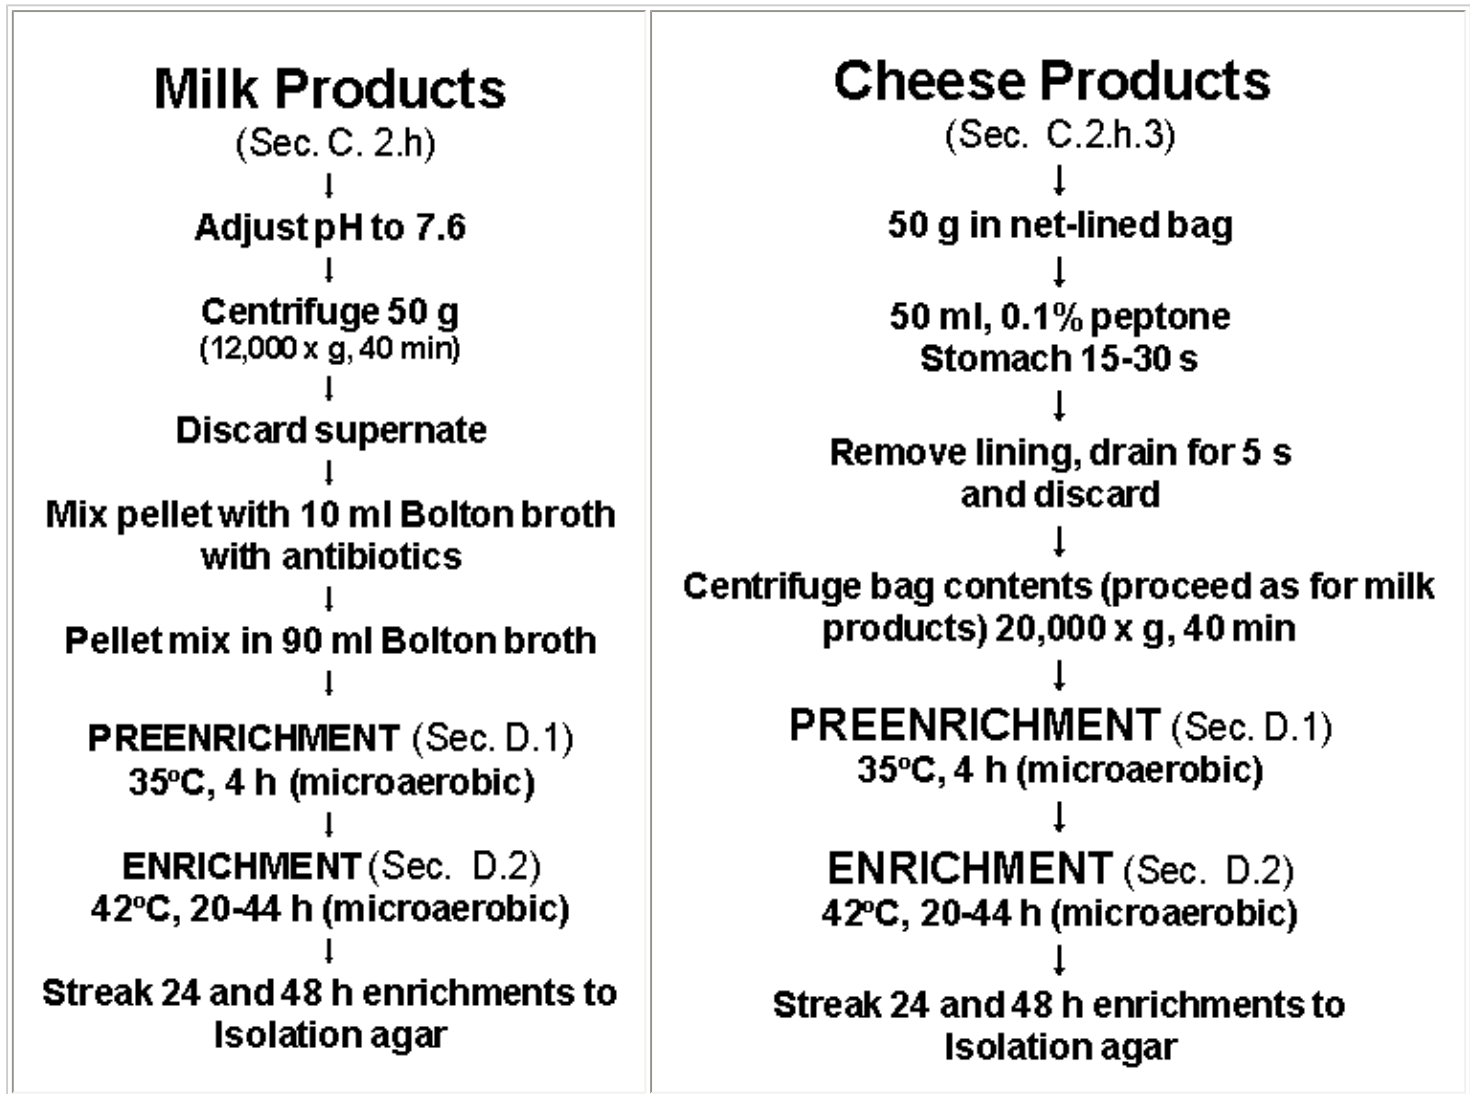 Milk Products
(Sec. C. 2.h)
↓
Adjust pH to 7.6
↓
Centrifuge 50 g
(12,000 x g, 40 min)
↓
Discard supernate
↓
Mix pellet with 10 ml Bolton broth
with antibiotics
↓
Pellet mix in 90 ml Bolton broth
↓
PREENRICHMENT (Sec. D.1)
35ºC, 4 h (microaerobic)
↓
ENRICHMENT (Sec. D.2)
42ºC, 20-44 h (microaerobic)
↓
Streak 24 and 48 h enrichments to
Isolation agar
Cheese Products
(Sec. C.2.h.3)
↓
50 g in net-lined bag
↓
50 ml, 0.1% peptone
Stomach 15-30 s
↓
Remove lining, drain for 5 s
and discard
↓
Centrifuge bag contents (proceed as for milk
products) 20,000 x g, 40 min
↓
PREENRICHMENT (Sec. D.1)
35ºC, 4 h (microaerobic)
↓
ENRICHMENT (Sec. D.2)
42ºC, 20-44 h (microaerobic)
↓
Streak 24 and 48 h enrichments to
Isolation agar